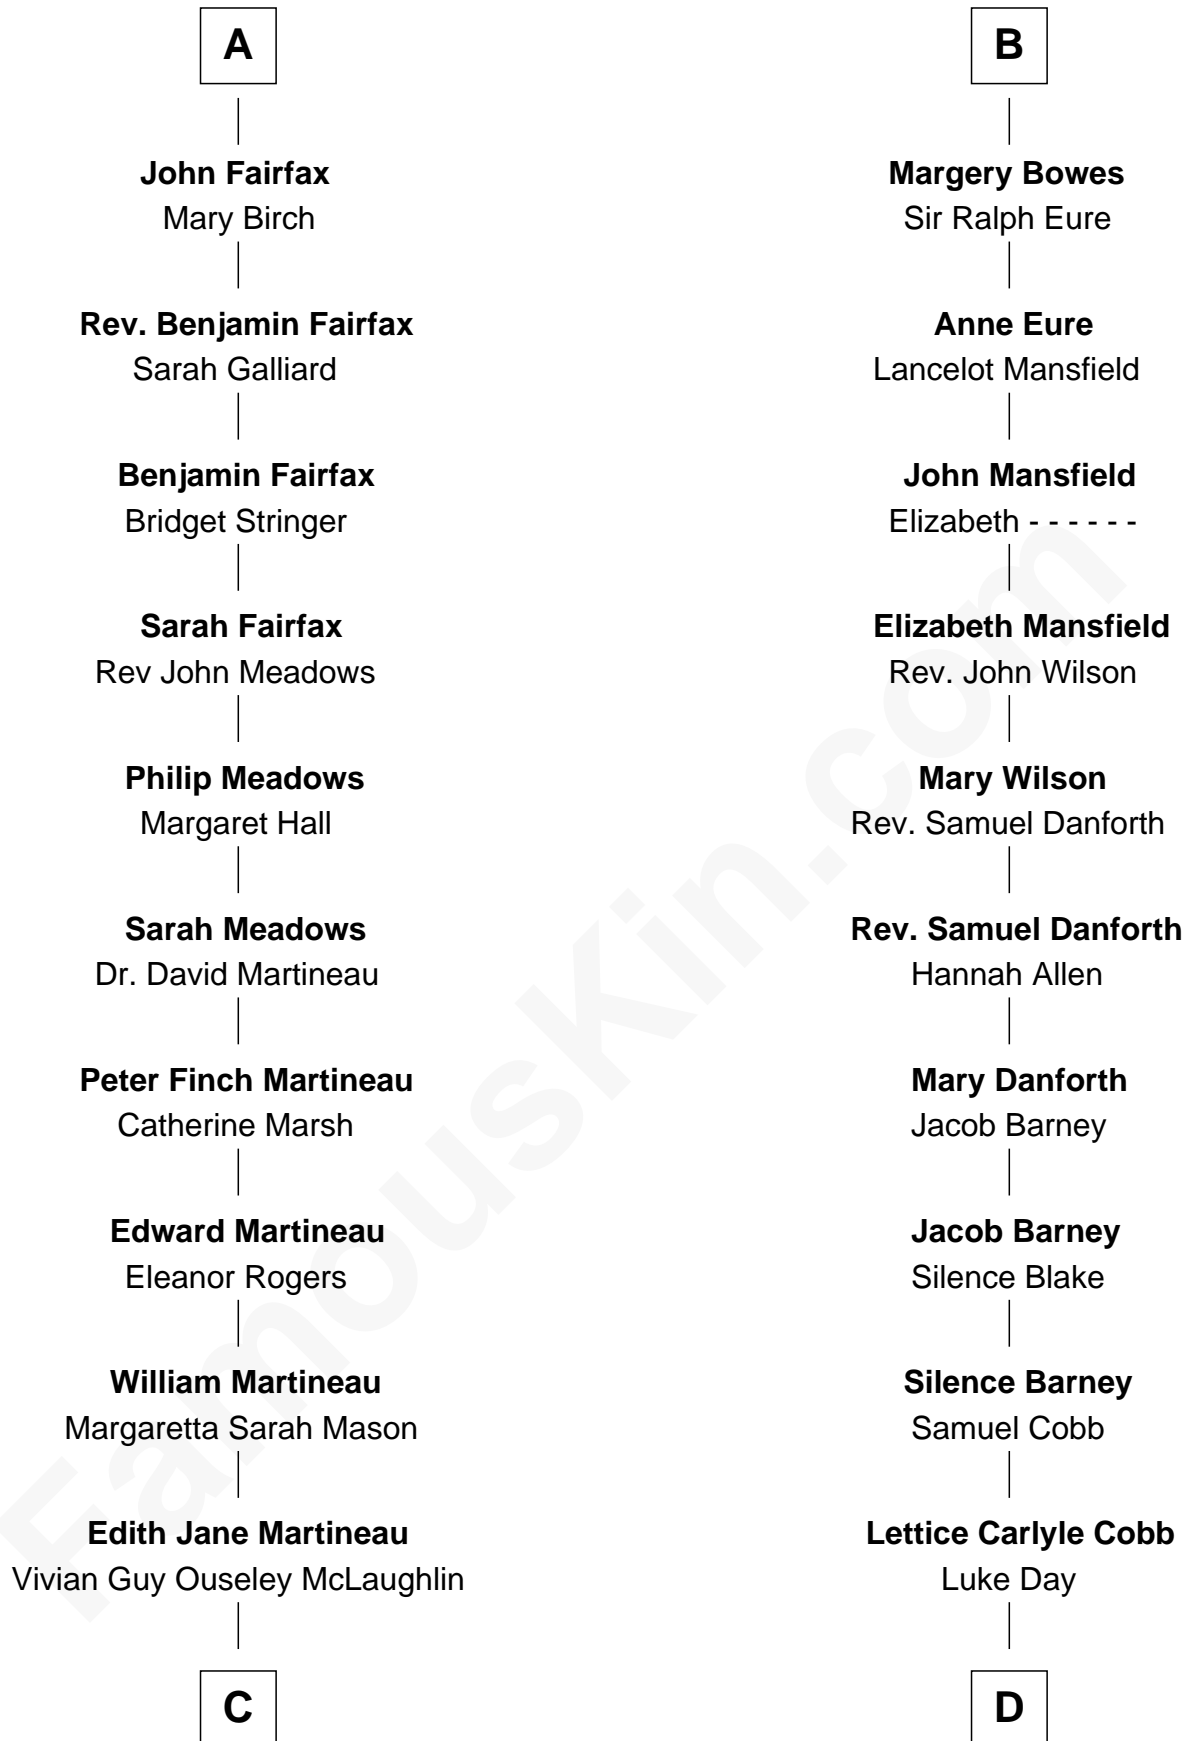 A
John Fairfax
Mary Birch
Rev. Benjamin Fairfax
Sarah Galliard
Benjamin Fairfax
Bridget Stringer
Sarah Fairfax
Rev John Meadows
Philip Meadows
Margaret Hall
Sarah Meadows
Dr. David Martineau
Peter Finch Martineau
Catherine Marsh
Edward Martineau
Eleanor Rogers
William Martineau
Margaretta Sarah Mason
Edith Jane Martineau
Vivian Guy Ouseley McLaughlin
C
B
Margery Bowes
Sir Ralph Eure
Anne Eure
Lancelot Mansfield
John Mansfield
Elizabeth - - - - - -
Elizabeth Mansfield
Rev. John Wilson
Mary Wilson
Rev. Samuel Danforth
Rev. Samuel Danforth
Hannah Allen
Mary Danforth
Jacob Barney
Jacob Barney
Silence Blake
Silence Barney
Samuel Cobb
Lettice Carlyle Cobb
Luke Day
D
FamousKin.com